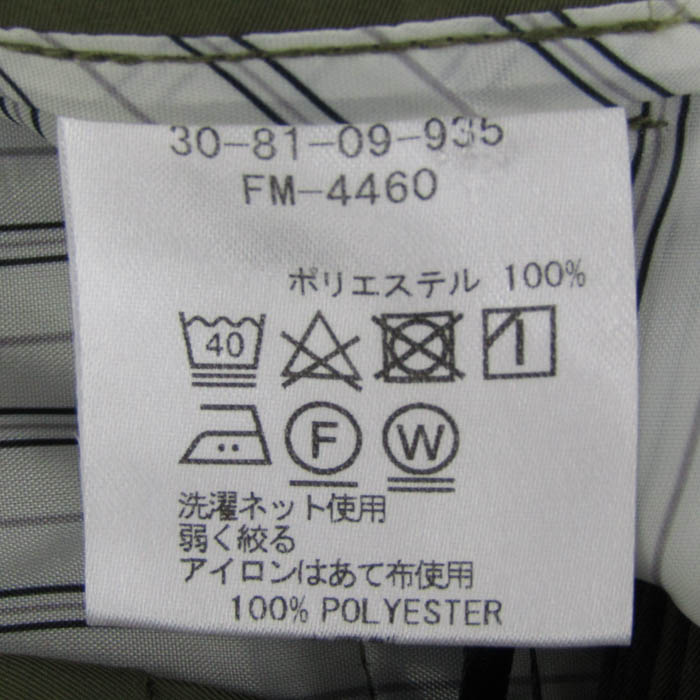 30-81-09-935
FM-4460
ポリエステル 100%
40
F W
洗濯ネット使用
弱く絞る
アイロンはあて布使用
100% POLYESTER